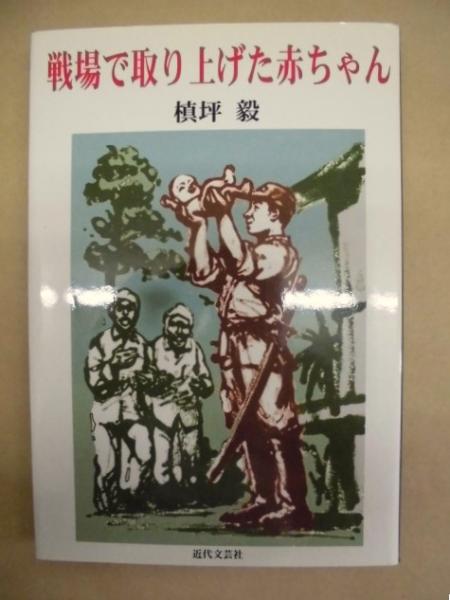 戦場で取り上げた赤ちゃん
槙坪 毅
近代文芸社